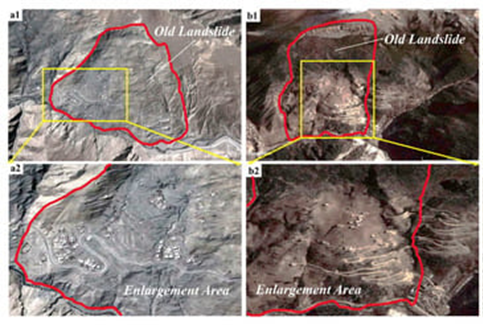 a1
Old Landslide
b1
Old Landslide
a2
Enlargement Area
b2
Enlargement Area